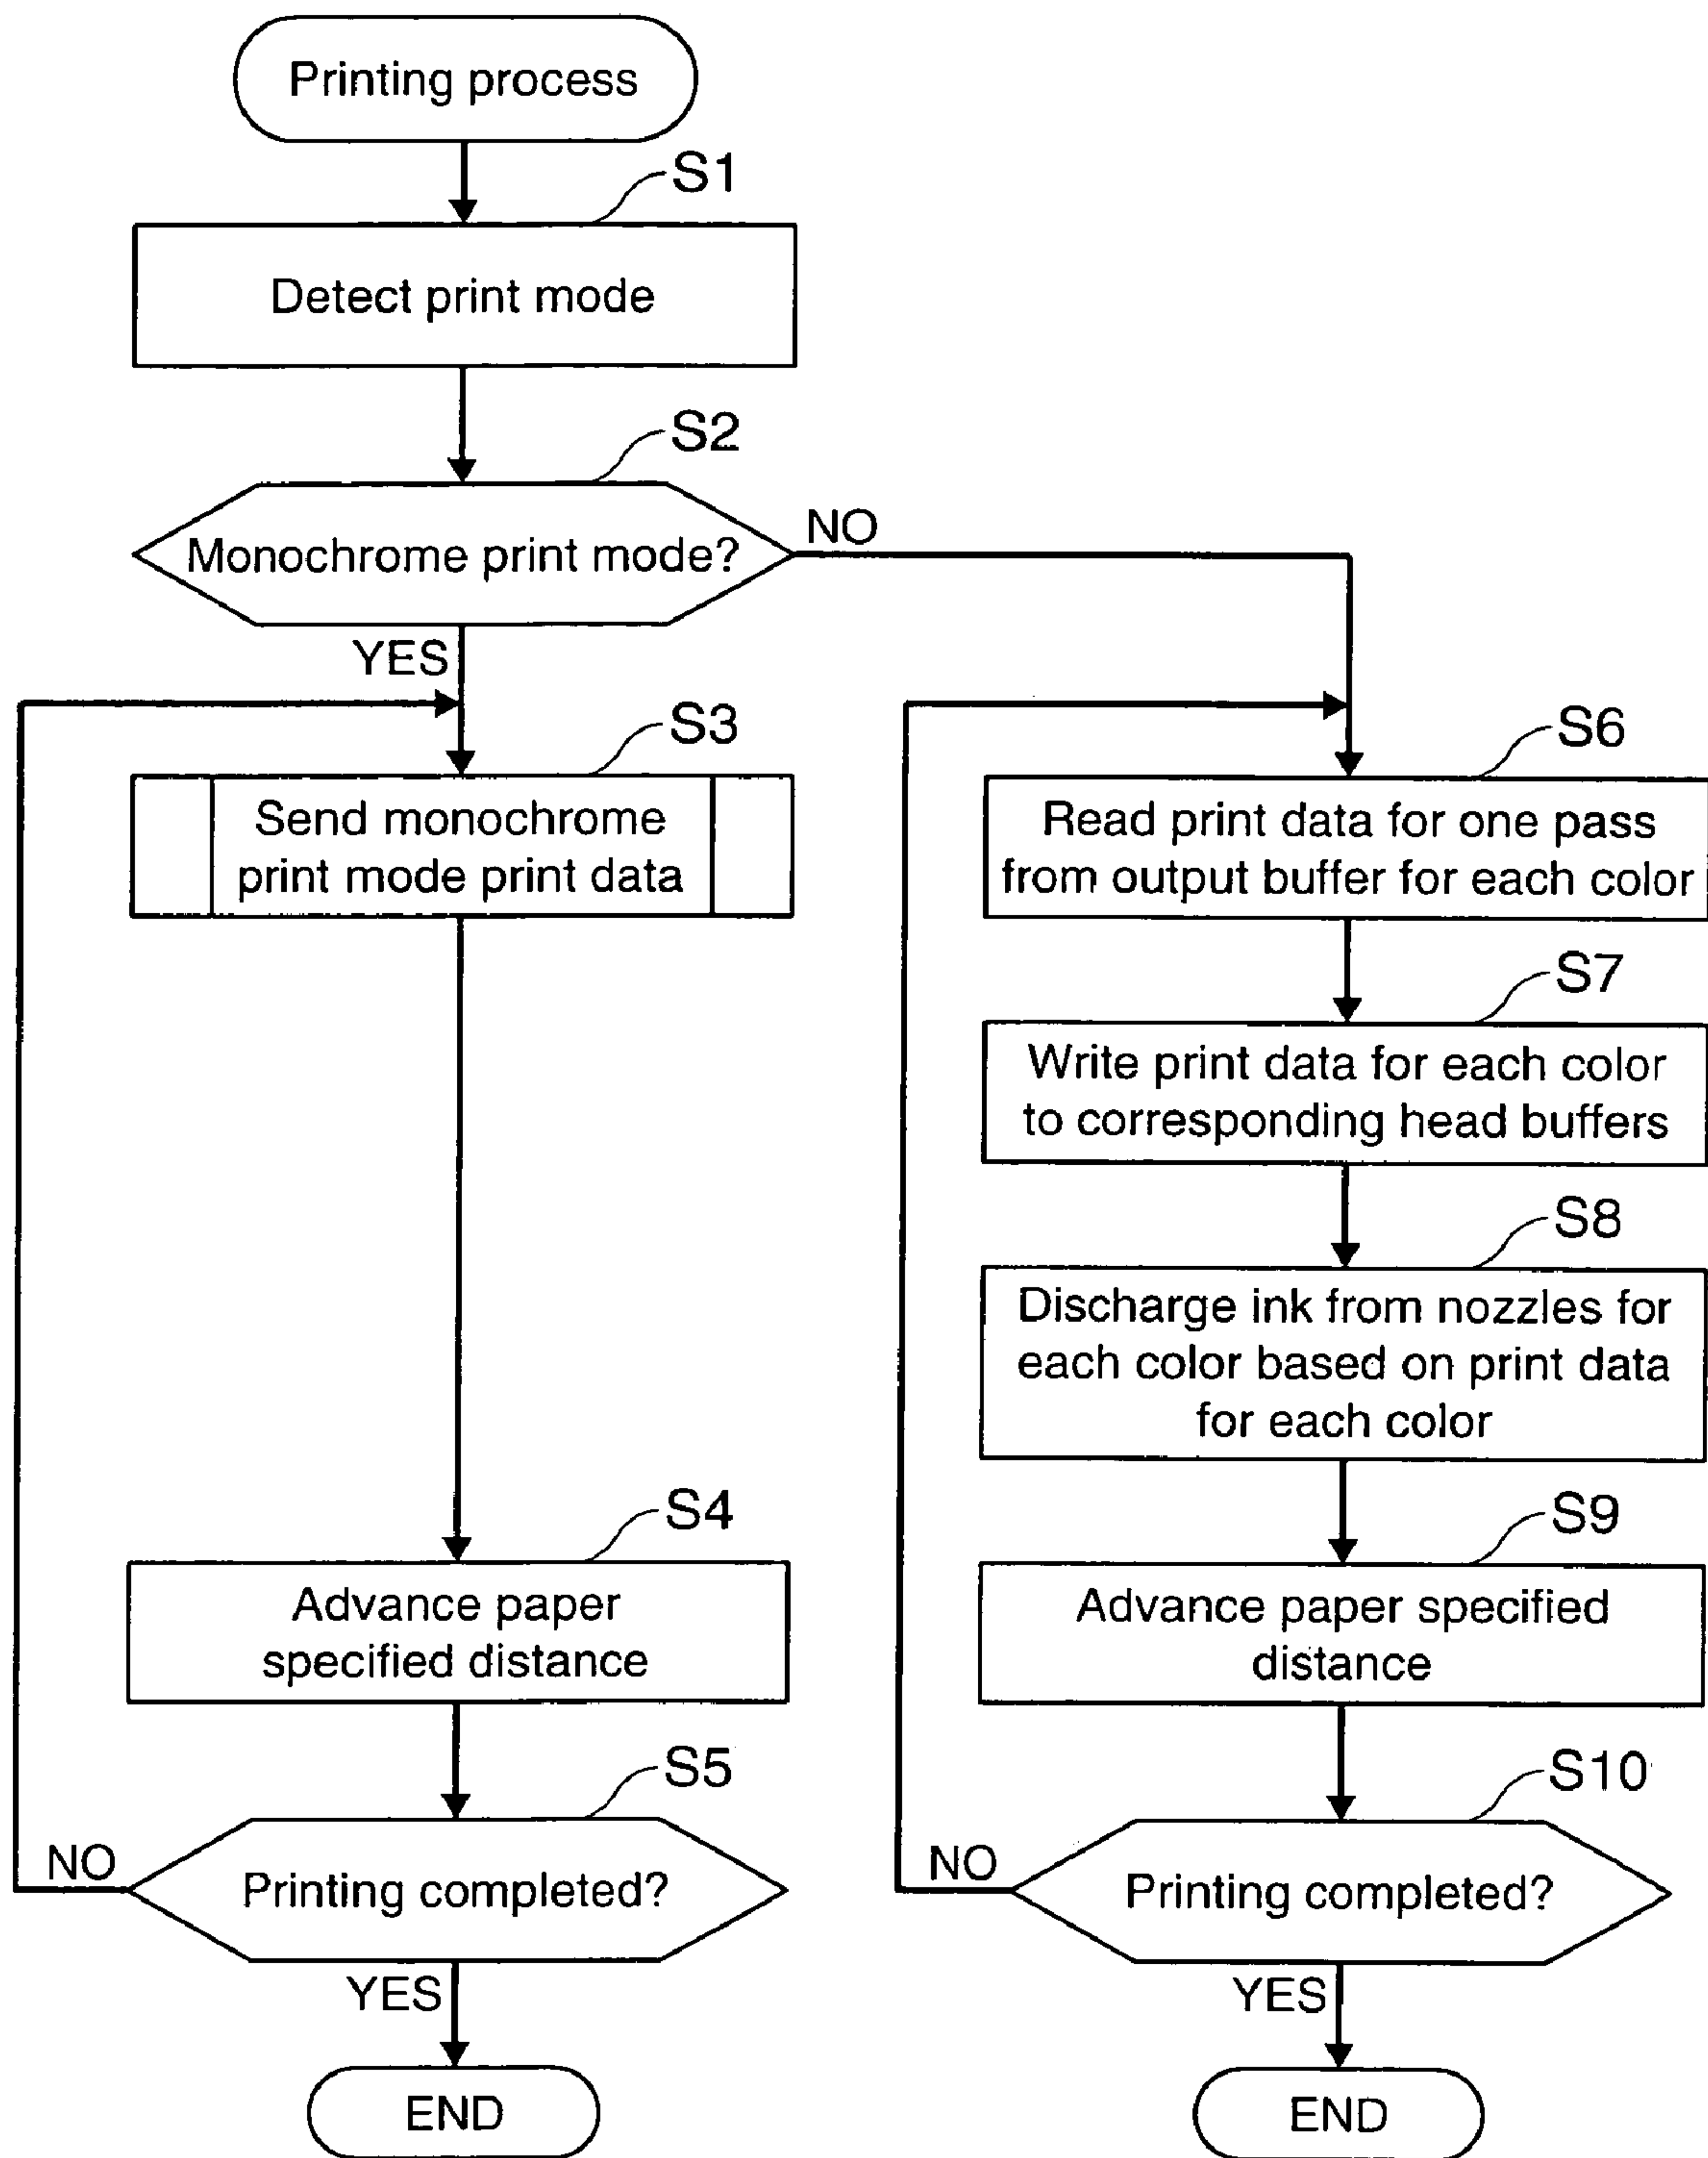 Printing process
S1
Detect print mode
S2
Monochrome print mode?
NO
YES
S3
Send monochrome
print mode print data
S4
Advance paper
specified distance
S5
Printing completed?
NO
YES
END
S6
Read print data for one pass
from output buffer for each color
S7
Write print data for each color
to corresponding head buffers
S8
Discharge ink from nozzles for
each color based on print data
for each color
S9
Advance paper specified
distance
S10
Printing completed?
NO
YES
END